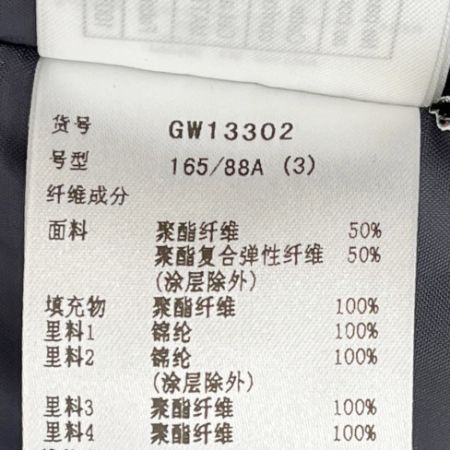 货号 GW13302
号型 165/88A (3)
纤维成分
面料 聚酯纤维 50%
聚酯复合弹性纤维 50%
(涂层除外)
填充物 聚酯纤维 100%
里料1 锦纶 100%
里料2 锦纶 100%
(涂层除外)
里料3 聚酯纤维 100%
里料4 聚酯纤维 100%